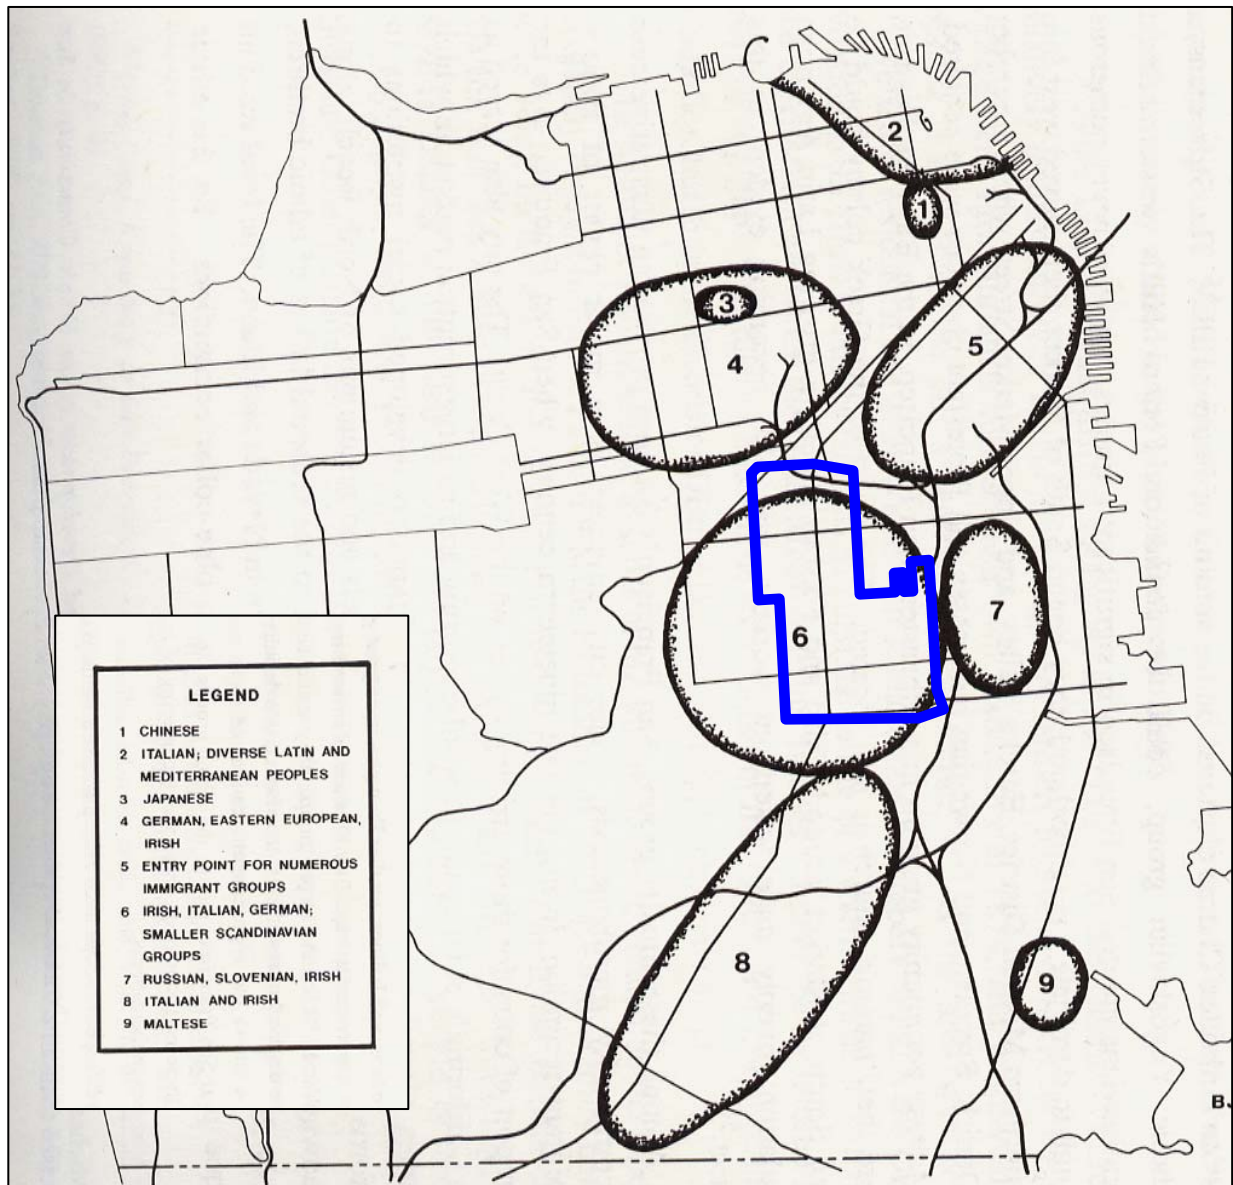 2
1
3
4
5
6
7
8
9
B
LEGEND
1 CHINESE
2 ITALIAN; DIVERSE LATIN AND
MEDITERRANEAN PEOPLES
3 JAPANESE
4 GERMAN, EASTERN EUROPEAN,
IRISH
5 ENTRY POINT FOR NUMEROUS
IMMIGRANT GROUPS
6 IRISH, ITALIAN, GERMAN;
SMALLER SCANDINAVIAN
GROUPS
7 RUSSIAN, SLOVENIAN, IRISH
8 ITALIAN AND IRISH
9 MALTESE